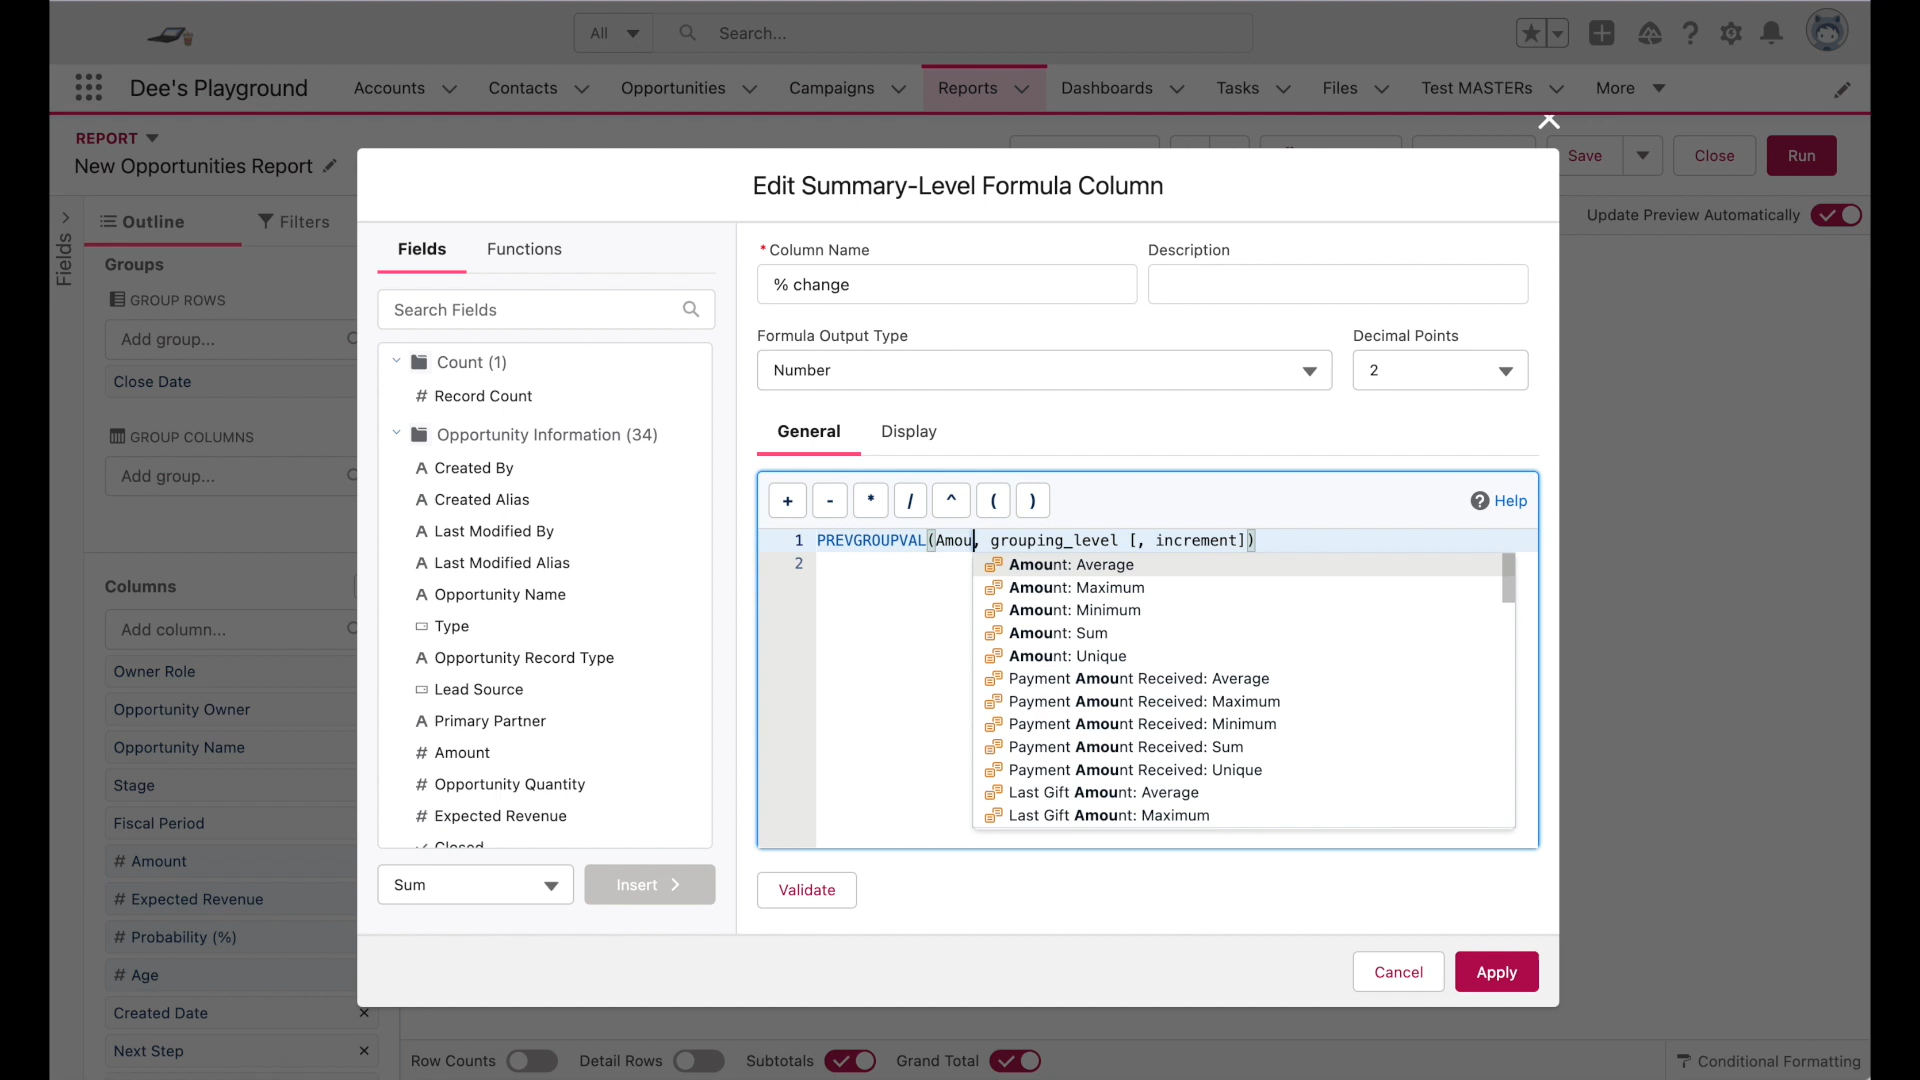 All
Search...
Dee's Playground
Accounts
Contacts
Opportunities
Campaigns
Reports
Dashboards
Tasks
Files
Test MASTERs
More
REPORT
New Opportunities Report
Save
Close
Run
Update Preview Automatically
Fields
Outline
Filters
Groups
GROUP ROWS
Add group...
Close Date
GROUP COLUMNS
Add group...
Columns
Add column...
Owner Role
Opportunity Owner
Opportunity Name
Stage
Fiscal Period
# Amount
# Expected Revenue
# Probability (%)
# Age
Created Date
Next Step
Edit Summary-Level Formula Column
Fields
Functions
Search Fields
Count (1)
# Record Count
Opportunity Information (34)
A Created By
A Created Alias
A Last Modified By
A Last Modified Alias
A Opportunity Name
Type
A Opportunity Record Type
Lead Source
A Primary Partner
# Amount
# Opportunity Quantity
# Expected Revenue
Closed
Sum
Insert
* Column Name
% change
Description
Formula Output Type
Number
Decimal Points
2
General
Display
+ - * / ^ ( )
Help
1 PREVGROUPVAL(Amou, grouping_level [, increment])
2
Amount: Average
Amount: Maximum
Amount: Minimum
Amount: Sum
Amount: Unique
Payment Amount Received: Average
Payment Amount Received: Maximum
Payment Amount Received: Minimum
Payment Amount Received: Sum
Payment Amount Received: Unique
Last Gift Amount: Average
Last Gift Amount: Maximum
Validate
Cancel
Apply
Row Counts
Detail Rows
Subtotals
Grand Total
Conditional Formatting